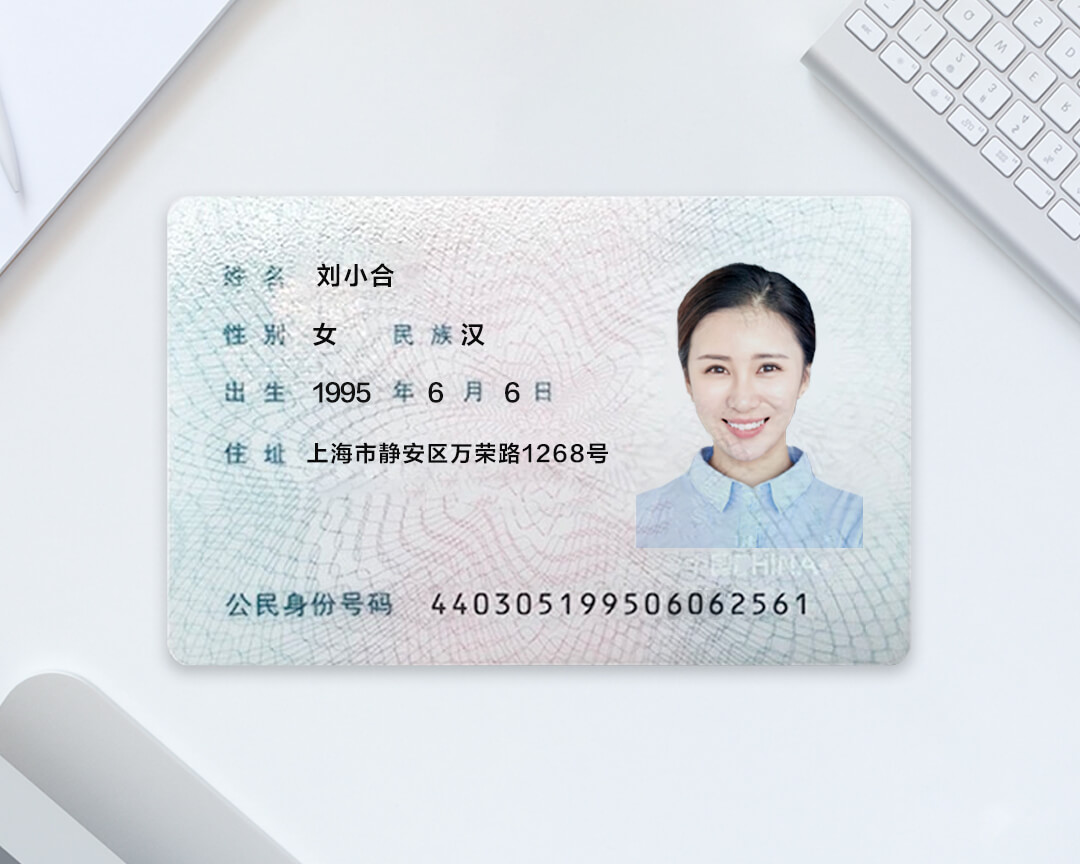 姓 名 刘小合
性 别 女 民 族 汉
出 生 1995 年 6 月 6 日
住 址 上海市静安区万荣路1268号
公民身份号码 440305199506062561